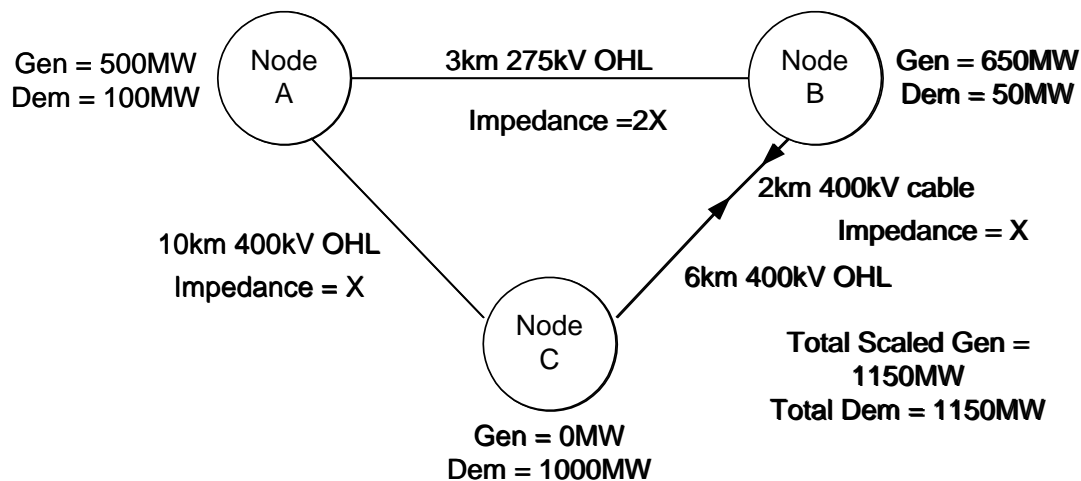 Gen = 500MW
Dem = 100MW
Node
A
3km 275kV OHL
Impedance =2X
Node
B
Gen = 650MW
Dem = 50MW
2km 400kV cable
Impedance = X
6km 400kV OHL
10km 400kV OHL
Impedance = X
Node
C
Gen = 0MW
Dem = 1000MW
Total Scaled Gen =
1150MW
Total Dem = 1150MW